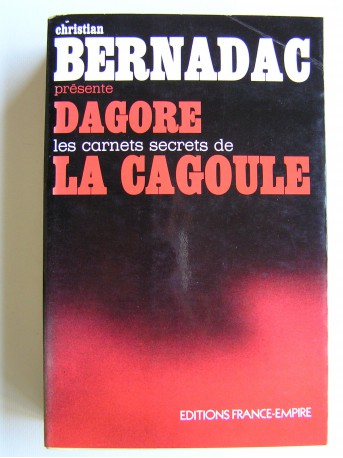 christian
BERNADAC
présente
DAGORE
les carnets secrets de
LA CAGOULE
EDITIONS FRANCE-EMPIRE